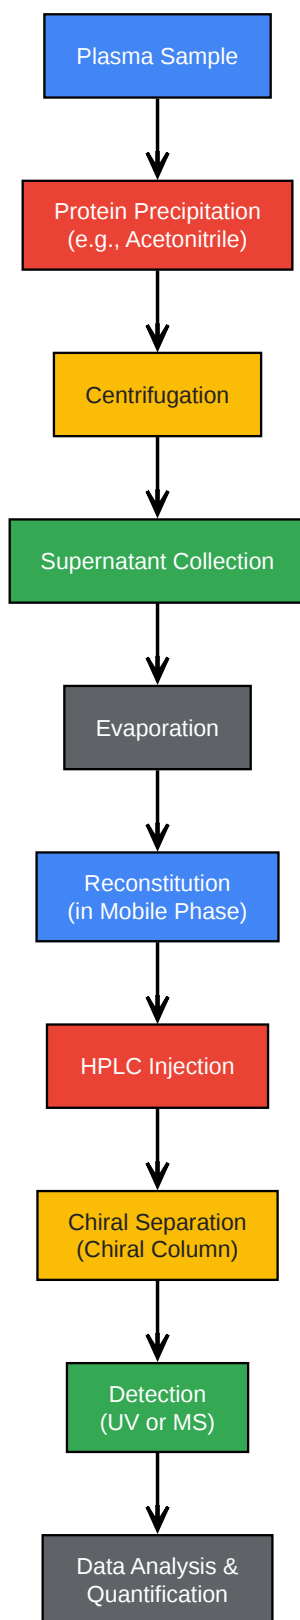 Plasma Sample
Protein Precipitation
(e.g., Acetonitrile)
Centrifugation
Supernatant Collection
Evaporation
Reconstitution
(in Mobile Phase)
HPLC Injection
Chiral Separation
(Chiral Column)
Detection
(UV or MS)
Data Analysis &
Quantification